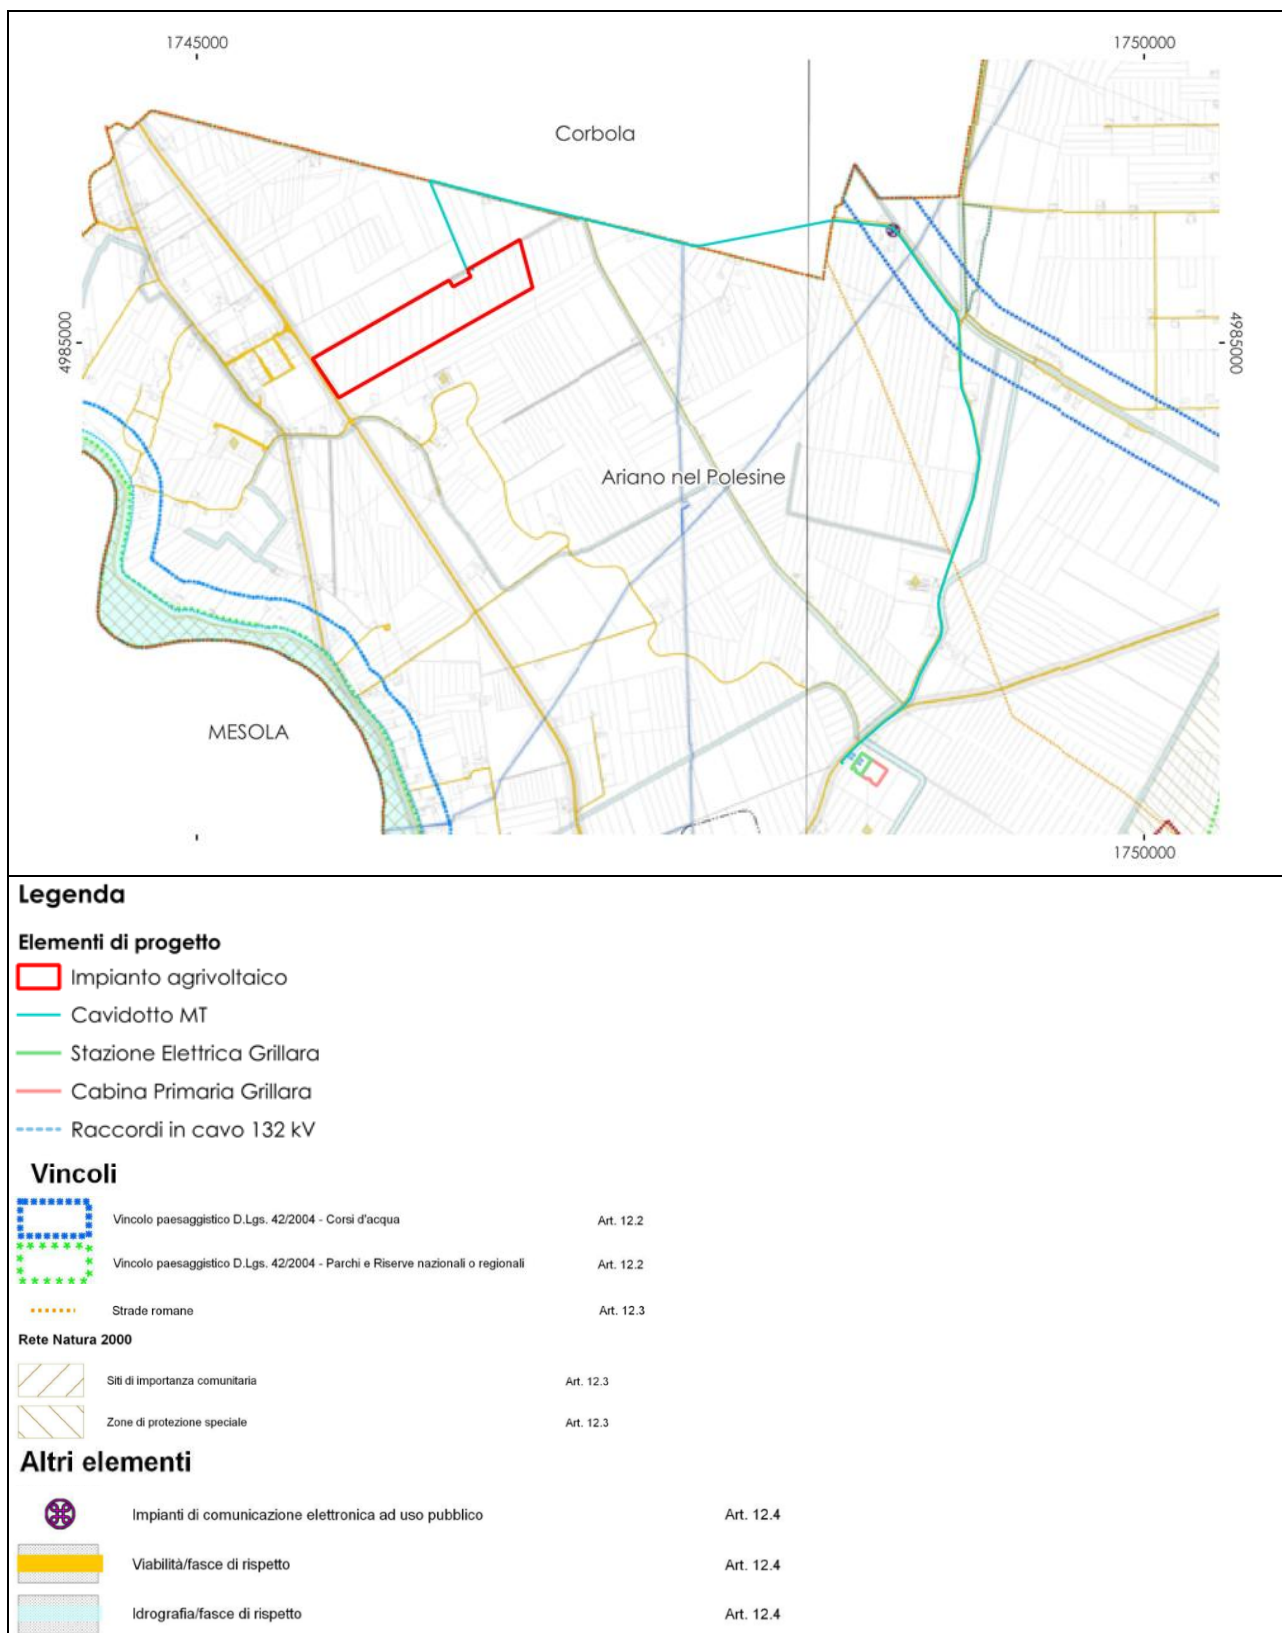 1745000 1750000
Corbola
4985000 4985000
Ariano nel Polesine
MESOLA
1750000
Legenda
Elementi di progetto
Impianto agrivoltaico
Cavidotto MT
Stazione Elettrica Grillara
Cabina Primaria Grillara
Raccordi in cavo 132 kV
Vincoli
Vincolo paesaggistico D.Lgs. 42/2004 - Corsi d'acqua Art. 12.2
Vincolo paesaggistico D.Lgs. 42/2004 - Parchi e Riserve nazionali o regionali Art. 12.2
Strade romane Art. 12.3
Rete Natura 2000
Siti di importanza comunitaria Art. 12.3
Zone di protezione speciale Art. 12.3
Altri elementi
Impianti di comunicazione elettronica ad uso pubblico Art. 12.4
Viabilità/fasce di rispetto Art. 12.4
Idrografia/fasce di rispetto Art. 12.4